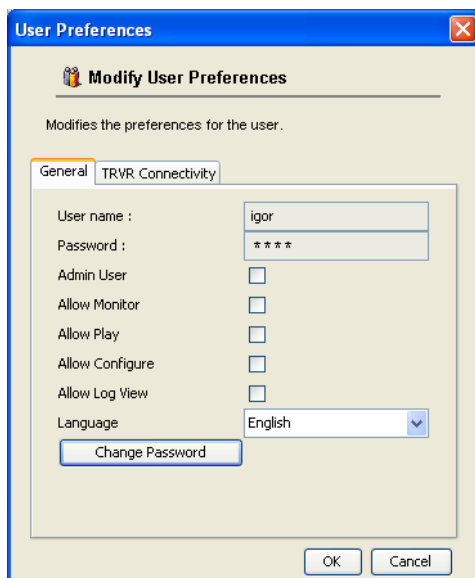 User Preferences
Modify User Preferences
Modifies the preferences for the user.
General TRVR Connectivity
User name : igor
Password : ****
Admin User
Allow Monitor
Allow Play
Allow Configure
Allow Log View
Language English
Change Password
OK Cancel